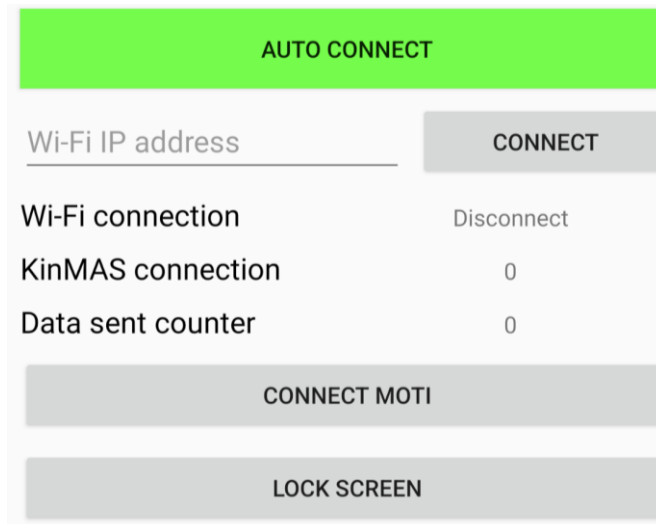 AUTO CONNECT
Wi-Fi IP address CONNECT
Wi-Fi connection Disconnect
KinMAS connection 0
Data sent counter 0
CONNECT MOTI
LOCK SCREEN